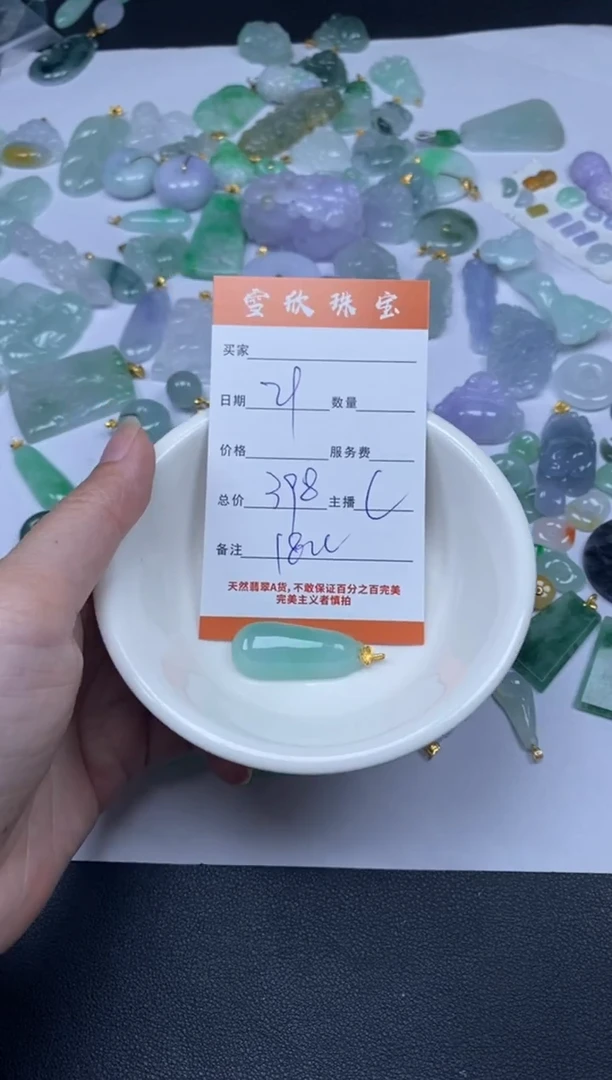 雪欣珠宝
买家
日期 21 数量
价格 服务费
总价 398 主播 C
备注 18k
天然翡翠A货,不敢保证百分之百完美
完美主义者慎拍